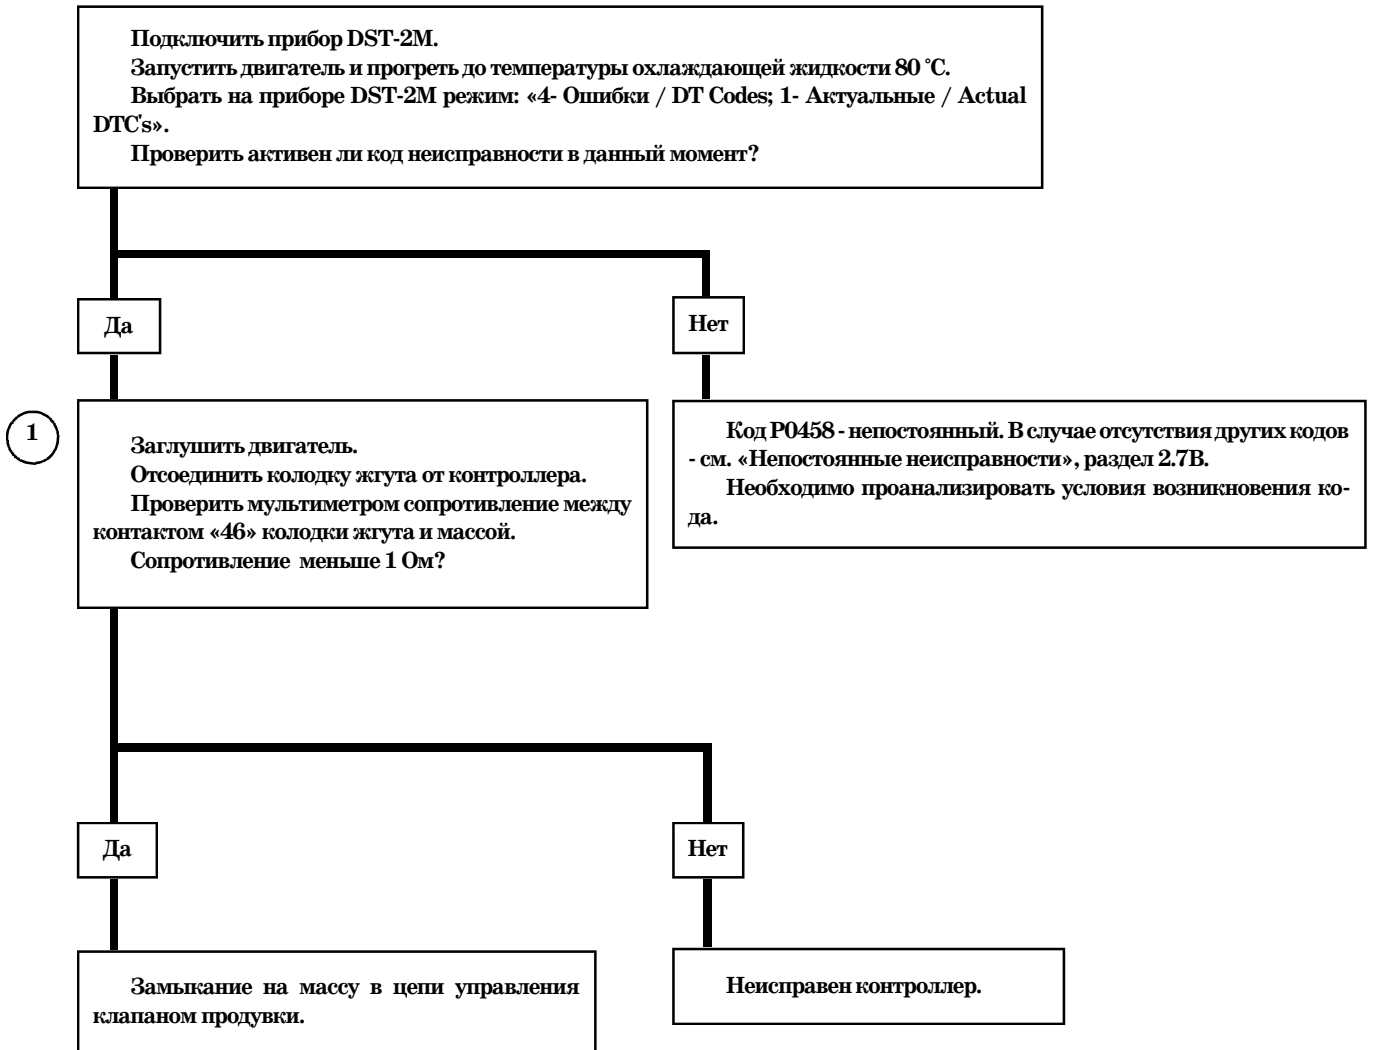 Подключить прибор DST-2M.
Запустить двигатель и прогреть до температуры охлаждающей жидкости 80 °C.
Выбрать на приборе DST-2M режим: «4- Ошибки / DT Codes; 1- Актуальные / Actual
DTC's».
Проверить активен ли код неисправности в данный момент?
Да
Нет
1
Заглушить двигатель.
Отсоединить колодку жгута от контроллера.
Проверить мультиметром сопротивление между
контактом «46» колодки жгута и массой.
Сопротивление меньше 1 Ом?
Код P0458 - непостоянный. В случае отсутствия других кодов
- см. «Непостоянные неисправности», раздел 2.7В.
Необходимо проанализировать условия возникновения ко-
да.
Да
Нет
Замыкание на массу в цепи управления
клапаном продувки.
Неисправен контроллер.